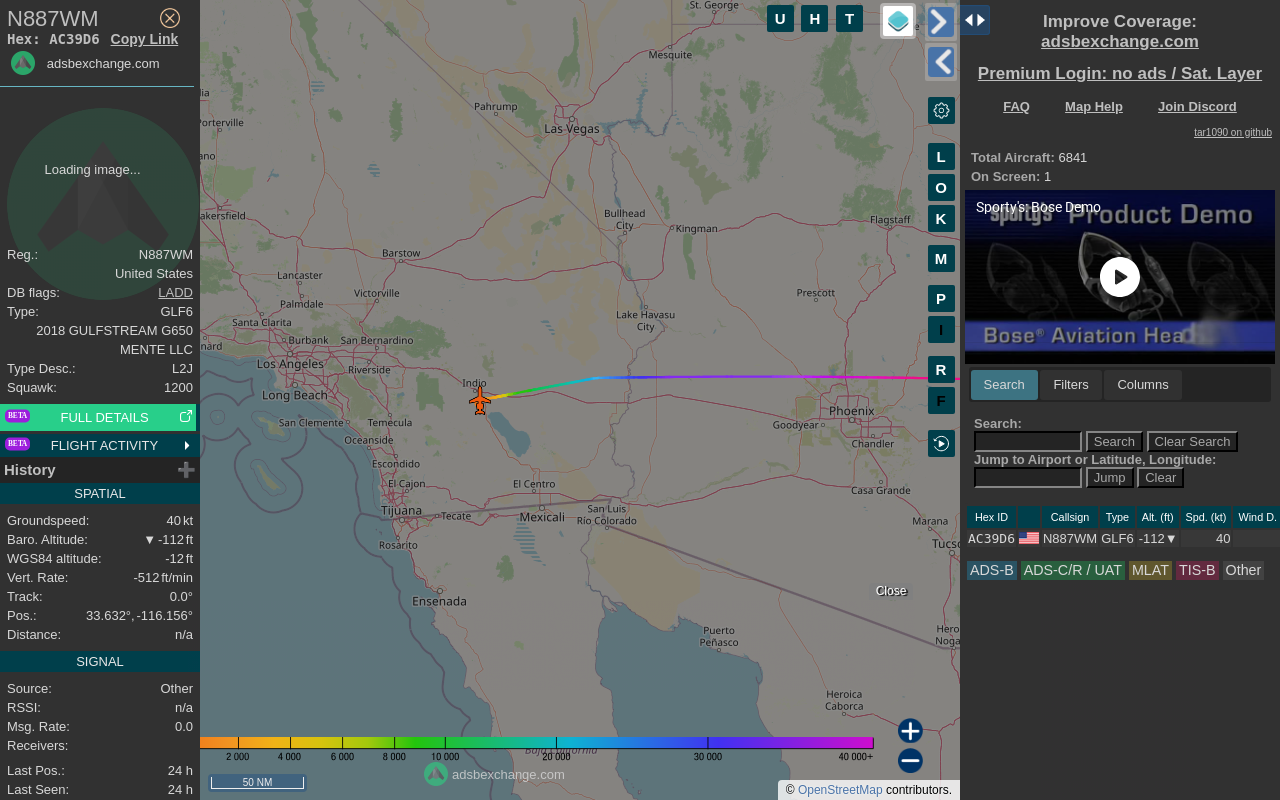 N887WM
Hex: AC39D6 Copy Link
adsbexchange.com
Loading image...
Reg.: N887WM
United States
DB flags: LADD
Type: GLF6
2018 GULFSTREAM G650
MENTE LLC
Type Desc.: L2J
Squawk: 1200
BETA FULL DETAILS
BETA FLIGHT ACTIVITY
History
SPATIAL
Groundspeed: 40 kt
Baro. Altitude: ▼ -112 ft
WGS84 altitude: -12 ft
Vert. Rate: -512 ft/min
Track: 0.0°
Pos.: 33.632°, -116.156°
Distance: n/a
SIGNAL
Source: Other
RSSI: n/a
Msg. Rate: 0.0
Receivers:
Last Pos.: 24 h
Last Seen: 24 h
St. George
Mesquite
Pahrump
Las Vegas
lia
Porterville
ano
akersfield
Bullhead
City
Kingman
Flagstaff
Barstow
Lancaster
Palmdale
Victorville
Prescott
Lake Havasu
City
Santa Clarita
nard
Burbank
San Bernardino
Los Angeles
Riverside
Indio
Long Beach
Phoenix
San Clemente
Temecula
Goodyear
Oceanside
Chandler
Escondido
El Cajon
El Centro
Casa Grande
Tijuana
Tecate
Mexicali
San Luis
Río Colorado
Marana
Rosarito
Tucso
Ensenada
Close
Puerto
Peñasco
Hero
Noga
Heroica
Caborca
Baja California
U H T
L
O
K
M
P
I
R
F
2 000 4 000 6 000 8 000 10 000 20 000 30 000 40 000+
adsbexchange.com
50 NM
© OpenStreetMap contributors.
Improve Coverage:
adsbexchange.com
Premium Login: no ads / Sat. Layer
FAQ Map Help Join Discord
tar1090 on github
Total Aircraft: 6841
On Screen: 1
Sporty's: Bose Demo
sporty's Product Demo
Bose® Aviation Head
Search Filters Columns
Search:
Search Clear Search
Jump to Airport or Latitude, Longitude:
Jump Clear
Hex ID Callsign Type Alt. (ft) Spd. (kt) Wind D.
AC39D6 N887WM GLF6 -112▼ 40
ADS-B ADS-C/R / UAT MLAT TIS-B Other